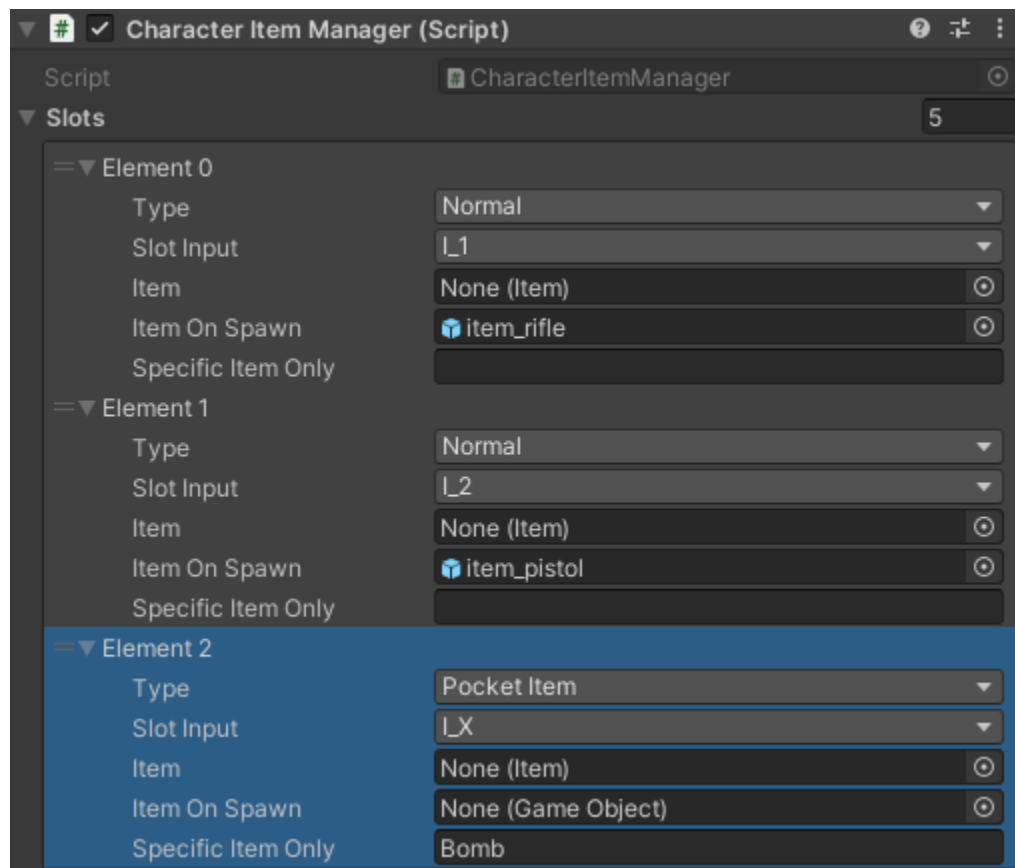 # Character Item Manager (Script)
Script # CharacterItemManager
Slots 5
Element 0
Type Normal
Slot Input I_1
Item None (Item)
Item On Spawn item_rifle
Specific Item Only
Element 1
Type Normal
Slot Input I_2
Item None (Item)
Item On Spawn item_pistol
Specific Item Only
Element 2
Type Pocket Item
Slot Input I_X
Item None (Item)
Item On Spawn None (Game Object)
Specific Item Only Bomb